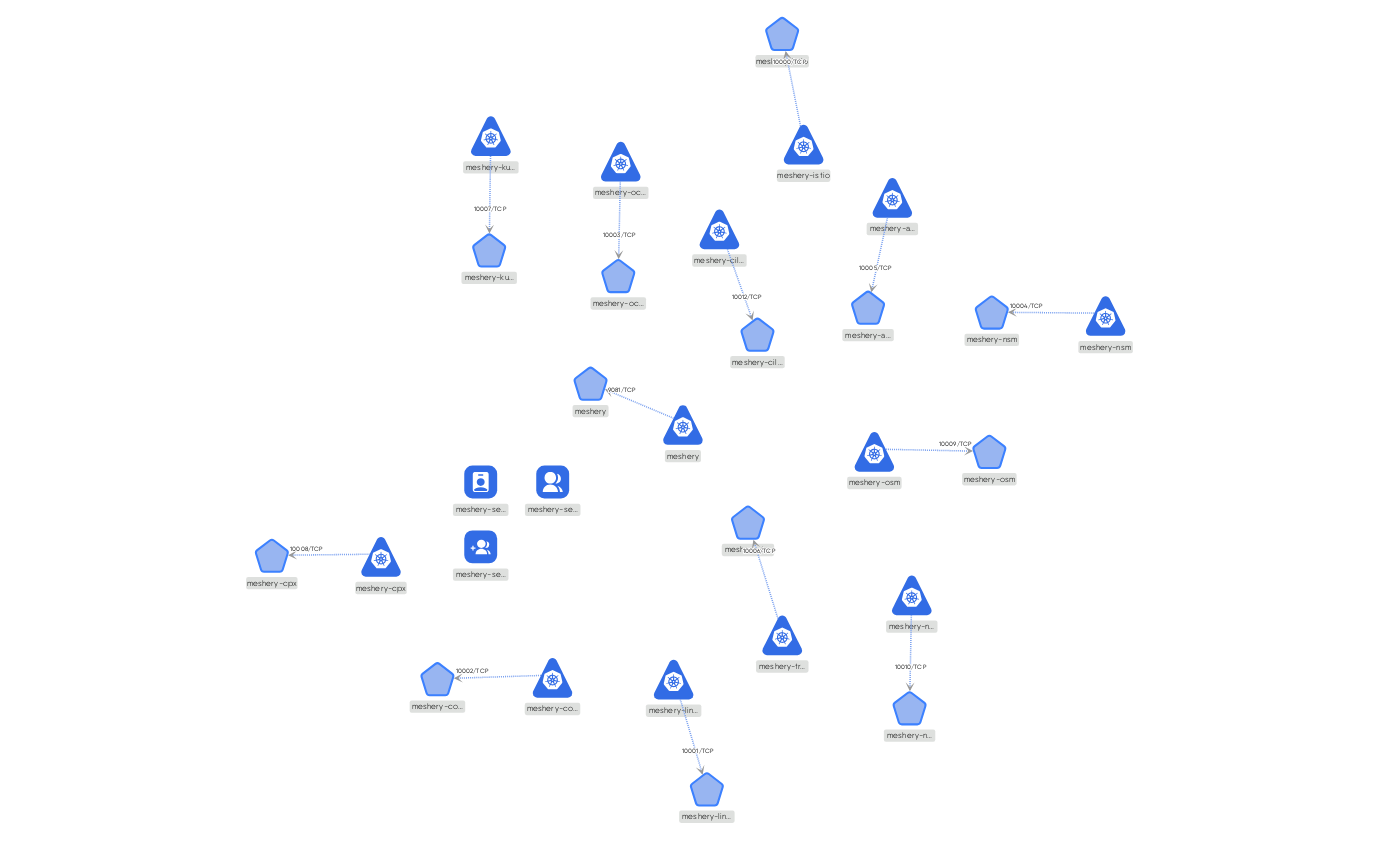 10000/TCP
meshery-ku...
meshery-istio
meshery-oc...
10007/TCP
meshery-a...
10003/TCP
meshery-cil...
10005/TCP
meshery-ku...
10012/TCP
meshery-oc...
10004/TCP
meshery-a...
meshery-nsm
meshery-nsm
meshery-cil...
9081/TCP
meshery
10009/TCP
meshery
meshery-osm
meshery-osm
meshery-se...
meshery-se...
10008/TCP
10006/TCP
meshery-se...
meshery-cpx
meshery-cpx
meshery-n...
meshery-tr...
10010/TCP
10002/TCP
meshery-co...
meshery-co...
meshery-lin...
meshery-n...
10001/TCP
meshery-lin...